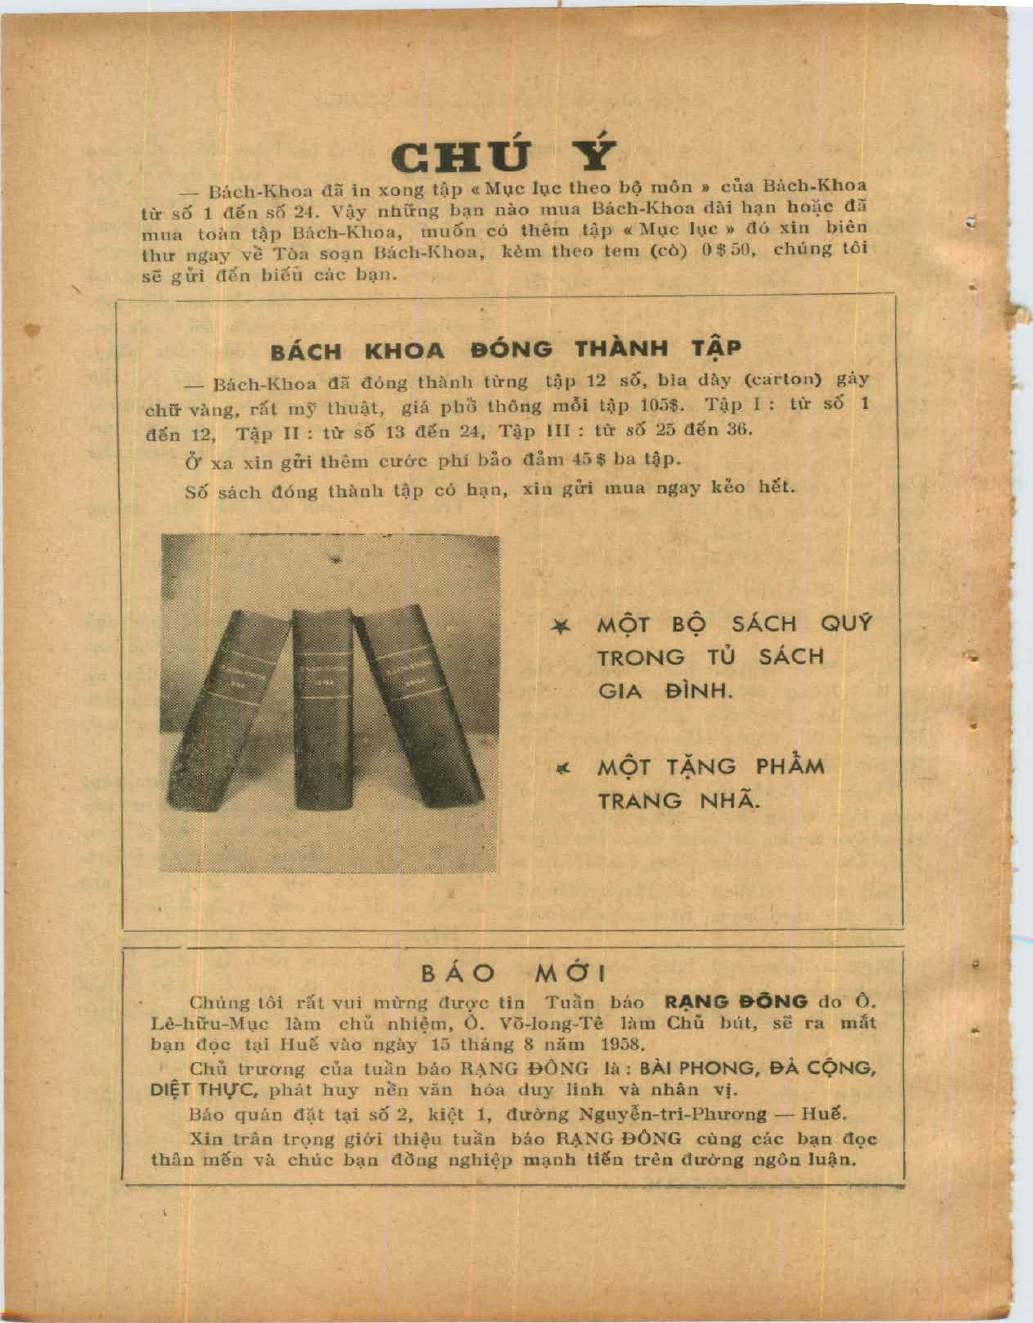 CHÚ Ý
— Bách-Khoa đã in xong tập « Mục lục theo bộ môn » của Bách-Khoa
từ số 1 đến số 24. Vậy những bạn nào mua Bách-Khoa dài hạn hoặc đã
mua toàn tập Bách-Khoa, muốn có thêm tập « Mục lục » đó xin biên
thư ngay về Tòa soạn Bách-Khoa, kèm theo tem (cò) 0$50, chúng tôi
sẽ gửi đến biếu các bạn.
BÁCH KHOA ĐÓNG THÀNH TẬP
— Bách-Khoa đã đóng thành từng tập 12 số, bìa dày (carton) gáy
chữ vàng, rất mỹ thuật, giá phổ thông mỗi tập 105$. Tập I : từ số 1
đến 12, Tập II : từ số 13 đến 24, Tập III : từ số 25 đến 36.
Ở xa xin gửi thêm cước phí bảo đảm 45$ ba tập.
Số sách đóng thành tập có hạn, xin gửi mua ngay kẻo hết.
MỘT BỘ SÁCH QUÝ
TRONG TỦ SÁCH
GIA ĐÌNH.
MỘT TẶNG PHẨM
TRANG NHÃ.
BÁO MỚI
Chúng tôi rất vui mừng được tin Tuần báo RẠNG ĐÔNG do Ô.
Lê-hữu-Mục làm chủ nhiệm, Ô. Võ-long-Tê làm Chủ bút, sẽ ra mắt
bạn đọc tại Huế vào ngày 15 tháng 8 năm 1958.
Chủ trương của tuần báo RẠNG ĐÔNG là : BÀI PHONG, ĐẢ CỘNG,
DIỆT THỰC, phát huy nền văn hóa duy linh và nhân vị.
Báo quán đặt tại số 2, kiệt 1, đường Nguyễn-tri-Phương — Huế.
Xin trân trọng giới thiệu tuần báo RẠNG ĐÔNG cùng các bạn đọc
thân mến và chúc bạn đồng nghiệp mạnh tiến trên đường ngôn luận.